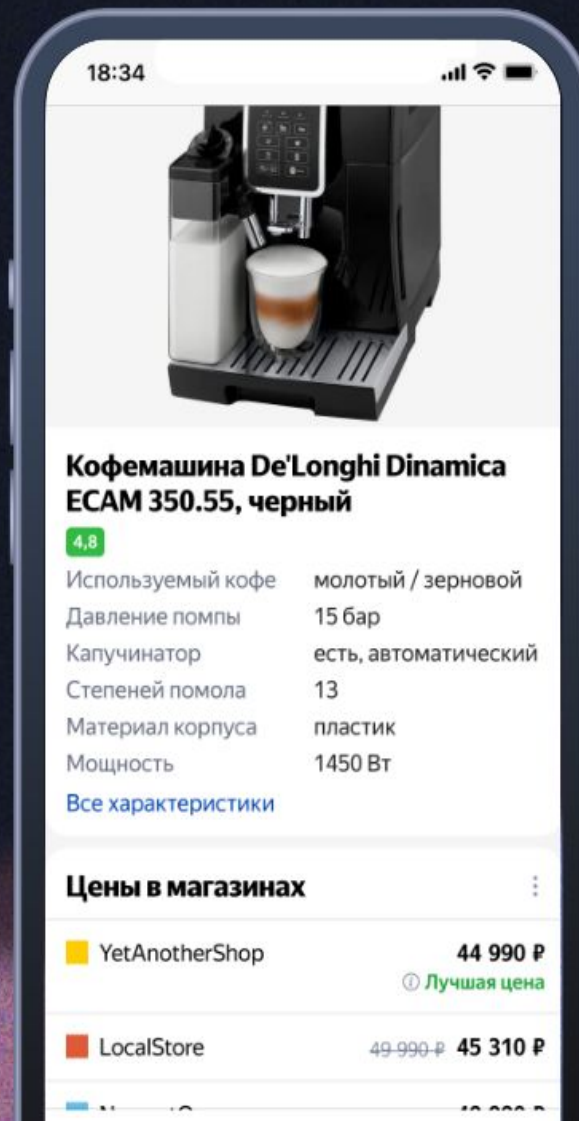 18:34
Кофемашина De'Longhi Dinamica
ECAM 350.55, черный
4,8
Используемый кофе молотый / зерновой
Давление помпы 15 бар
Капучинатор есть, автоматический
Степеней помола 13
Материал корпуса пластик
Мощность 1450 Вт
Все характеристики
Цены в магазинах
YetAnotherShop 44 990 ₽
Лучшая цена
LocalStore 49 990 ₽ 45 310 ₽